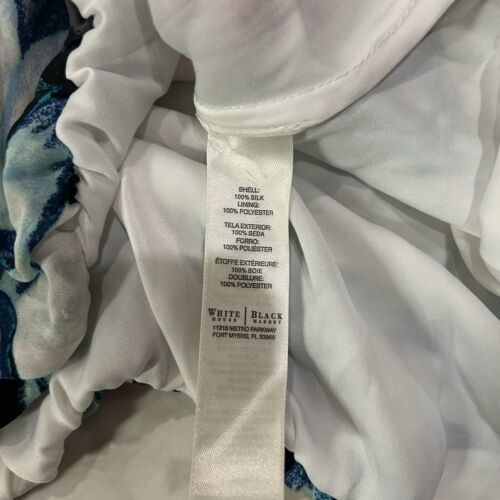 SHELL:
100% SILK
LINING:
100% POLYESTER
TELA EXTERIOR:
100% SEDA
FORRO:
100% POLIÉSTER
ÉTOFFE EXTÉRIEURE:
100% SOIE
DOUBLURE:
100% POLYESTER
WHITE | BLACK
HOUSE | MARKET
11215 METRO PARKWAY
FORT MYERS, FL 33966